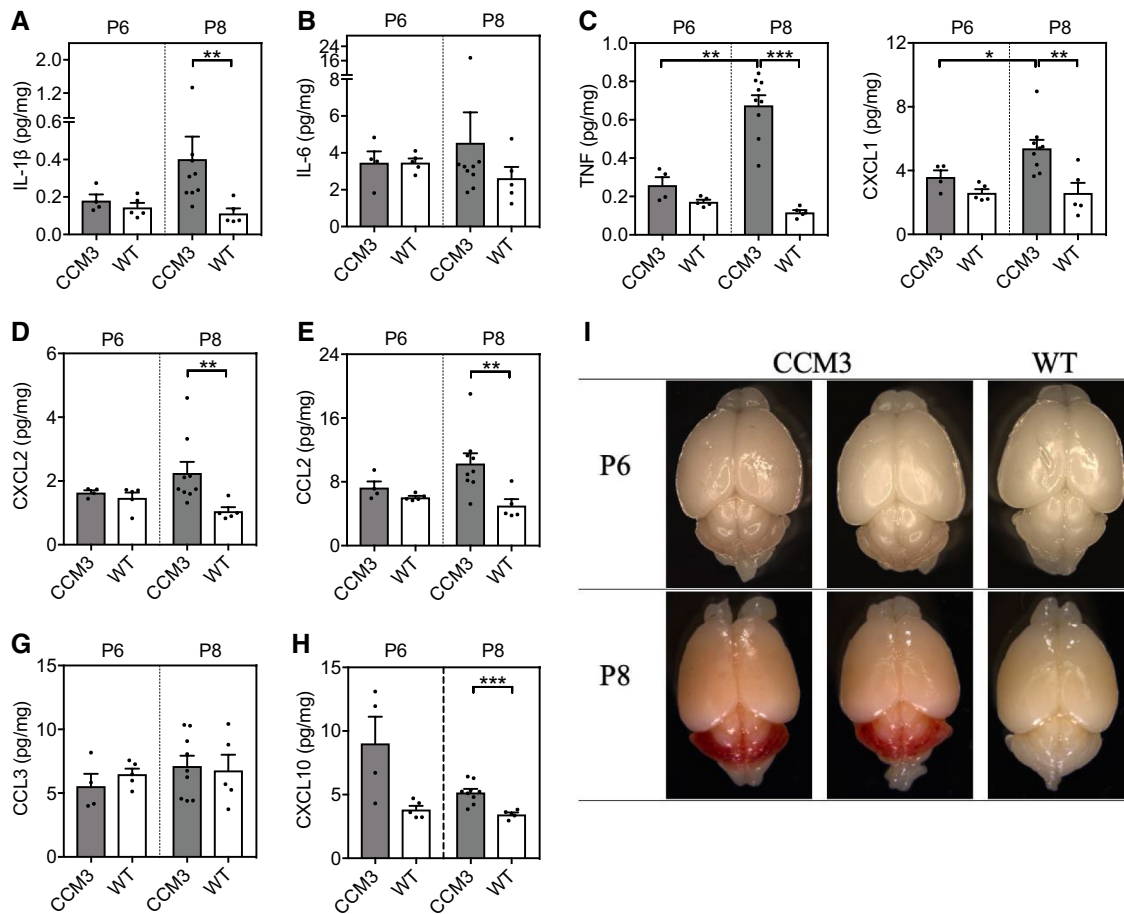 A
P6 P8
IL-1β (pg/mg)
2.0
1.2
0.6
0.4
0.2
0.0
**
CCM3 WT CCM3 WT
B
P6 P8
IL-6 (pg/mg)
24
16
8
6
4
2
0
CCM3 WT CCM3 WT
C
P6 P8
TNF (pg/mg)
1.0
0.8
0.6
0.4
0.2
0.0
** ***
CCM3 WT CCM3 WT
P6 P8
CXCL1 (pg/mg)
12
8
4
0
* **
CCM3 WT CCM3 WT
D
P6 P8
CXCL2 (pg/mg)
6
4
2
0
**
CCM3 WT CCM3 WT
E
P6 P8
CCL2 (pg/mg)
24
16
8
0
**
CCM3 WT CCM3 WT
I
CCM3 WT
P6
P8
G
P6 P8
CCL3 (pg/mg)
15
10
5
0
CCM3 WT CCM3 WT
H
P6 P8
CXCL10 (pg/mg)
15
10
5
0
***
CCM3 WT CCM3 WT